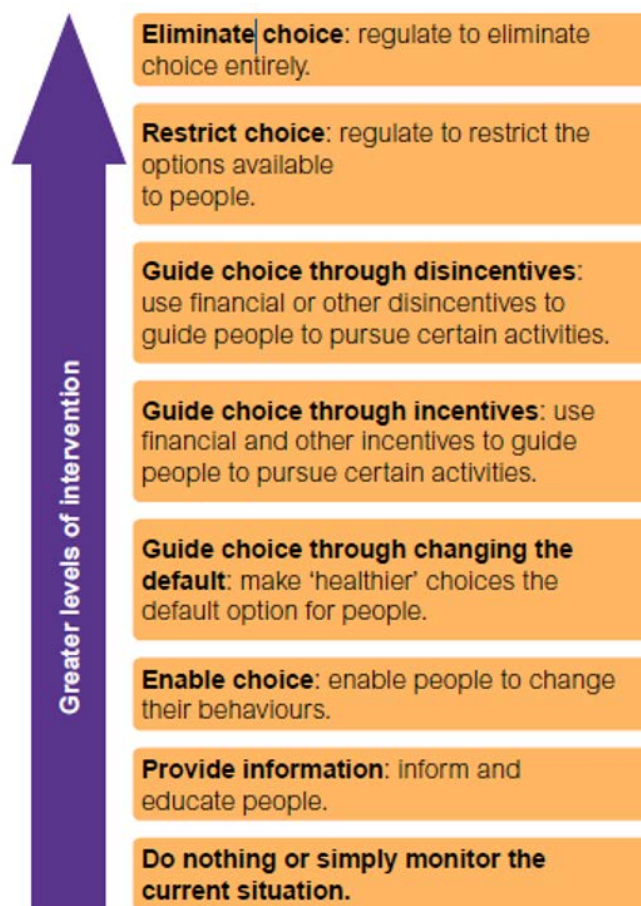 Eliminate choice: regulate to eliminate
choice entirely.
Restrict choice: regulate to restrict the
options available
to people.
Guide choice through disincentives:
use financial or other disincentives to
guide people to pursue certain activities.
Guide choice through incentives: use
financial and other incentives to guide
people to pursue certain activities.
Guide choice through changing the
default: make ‘healthier’ choices the
default option for people.
Enable choice: enable people to change
their behaviours.
Provide information: inform and
educate people.
Do nothing or simply monitor the
current situation.
Greater levels of intervention